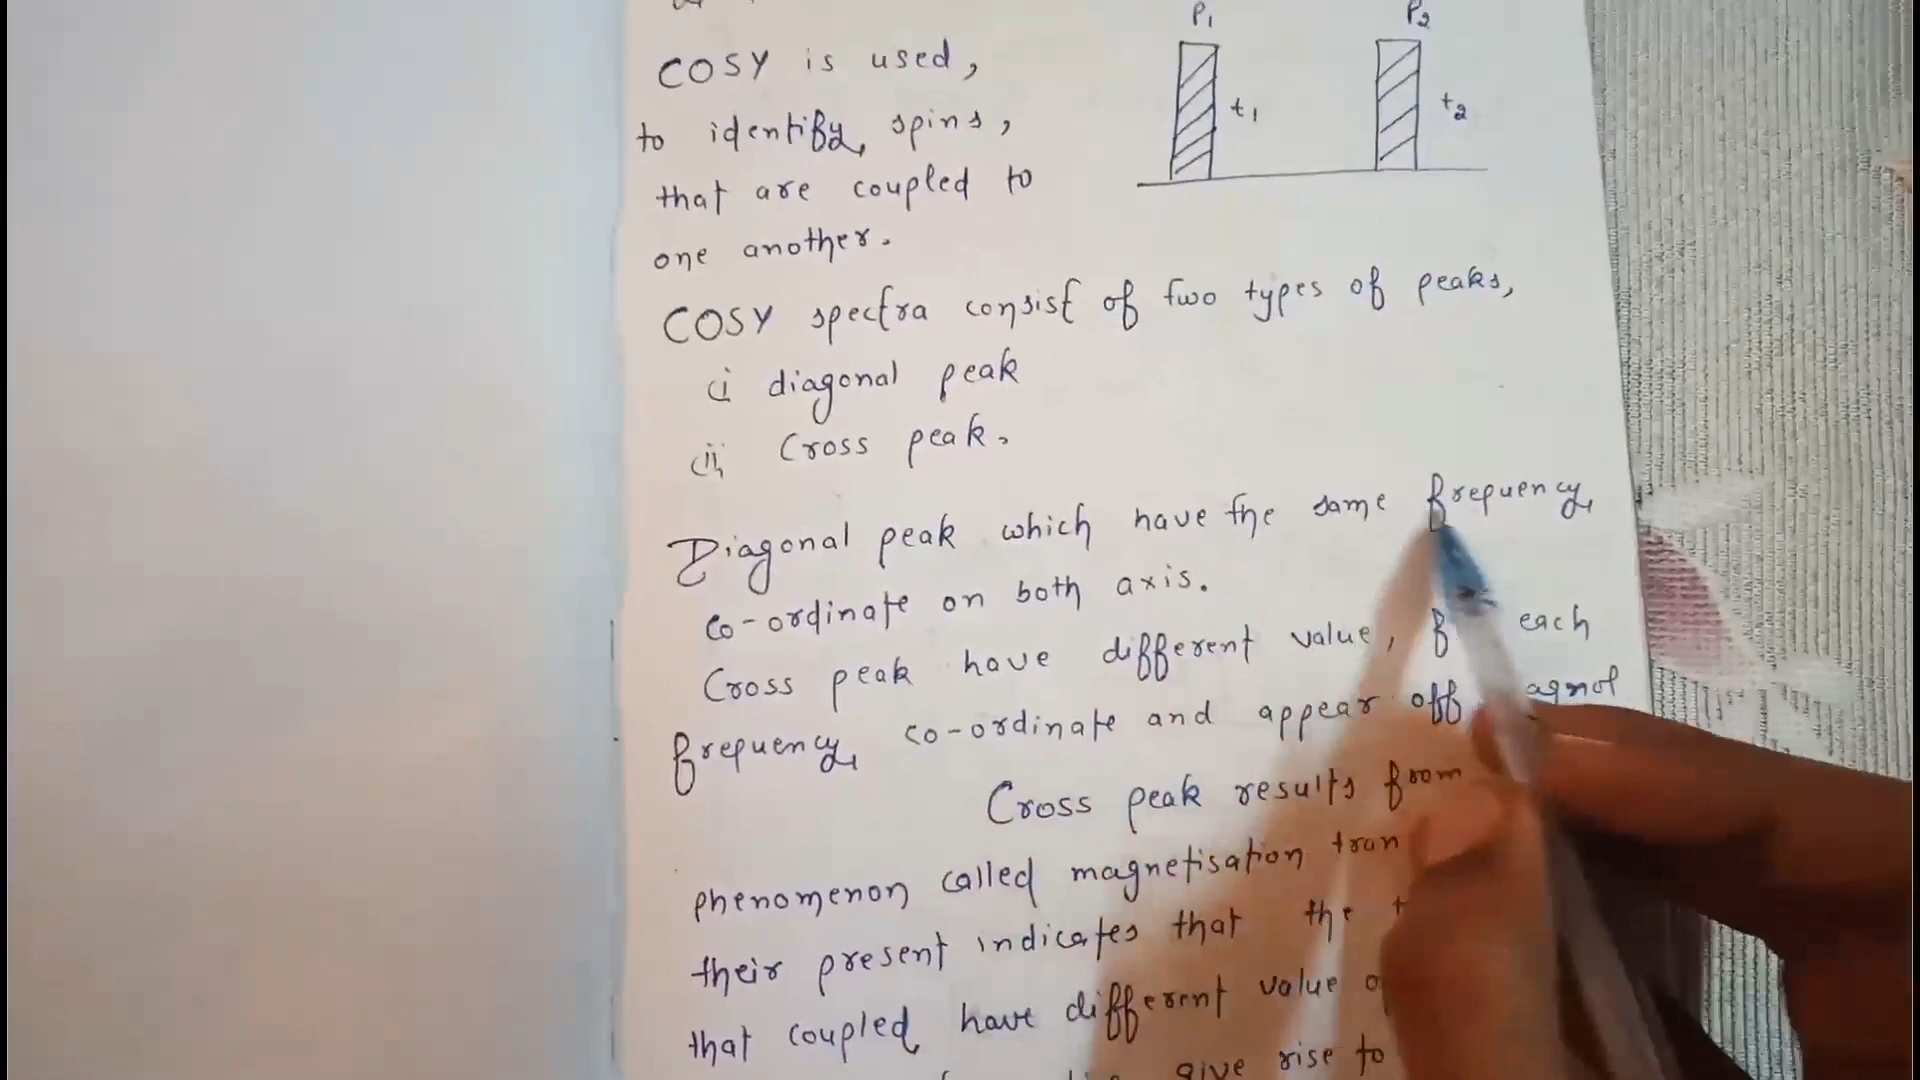 P1 P2
COSY is used,
t1 t2
to identify spins,
that are coupled to
one another.
COSY spectra consist of two types of peaks,
(i diagonal peak
(ii Cross peak.
Diagonal peak which have the same frequency
co-ordinate on both axis.
Cross peak have different value, each
frequency co-ordinate and appear off
Cross peak results from
phenomenon called magnetisation
their present indicates that the
that coupled have different value
give rise to